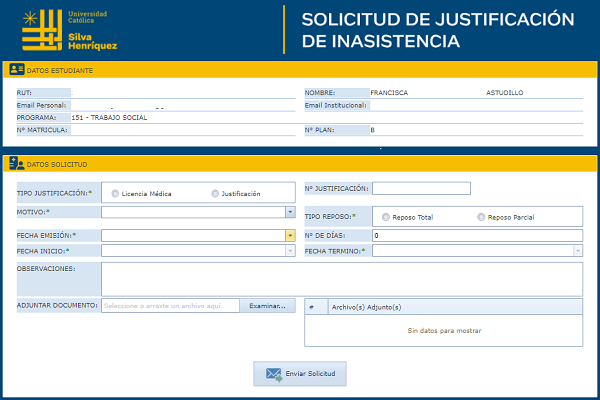 Universidad
Católica
Silva
Henríquez
SOLICITUD DE JUSTIFICACIÓN
DE INASISTENCIA
DATOS ESTUDIANTE
RUT:
NOMBRE: FRANCISCA ASTUDILLO
Email Personal:
Email Institucional:
PROGRAMA: 151 - TRABAJO SOCIAL
Nº MATRICULA:
Nº PLAN: B
DATOS SOLICITUD
TIPO JUSTIFICACIÓN:* Licencia Médica Justificación
Nº JUSTIFICACIÓN:
MOTIVO:*
TIPO REPOSO:* Reposo Total Reposo Parcial
FECHA EMISIÓN:*
Nº DE DÍAS: 0
FECHA INICIO:*
FECHA TERMINO:*
OBSERVACIONES:
ADJUNTAR DOCUMENTO: Seleccione o arrastre un archivo aquí Examinar...
# Archivo(s) Adjunto(s)
Sin datos para mostrar
Enviar Solicitud